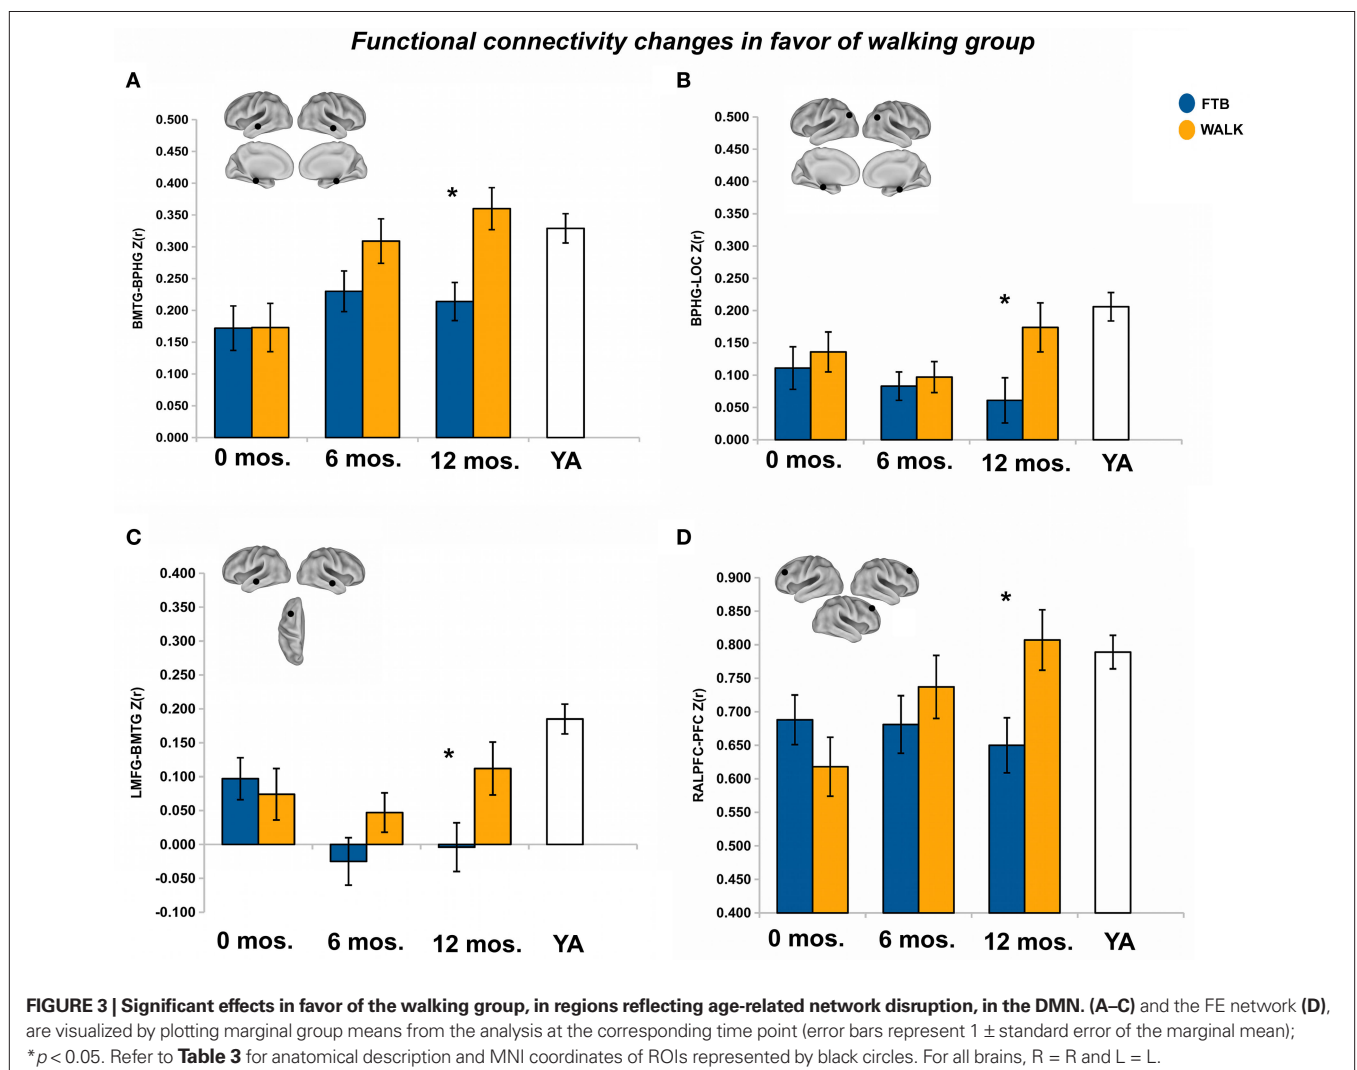 Functional connectivity changes in favor of walking group
A
BMTG-BPHG Z(r)
0.500
0.450
0.400
0.350
0.300
0.250
0.200
0.150
0.100
0.050
0.000
*
0 mos. 6 mos. 12 mos. YA
B
BPHG-LOC Z(r)
0.500
0.450
0.400
0.350
0.300
0.250
0.200
0.150
0.100
0.050
0.000
*
0 mos. 6 mos. 12 mos. YA
FTB
WALK
C
LMFG-BMTG Z(r)
0.400
0.350
0.300
0.250
0.200
0.150
0.100
0.050
0.000
-0.050
-0.100
*
0 mos. 6 mos. 12 mos. YA
D
RALPFC-PFC Z(r)
0.900
0.850
0.800
0.750
0.700
0.650
0.600
0.550
0.500
0.450
0.400
*
0 mos. 6 mos. 12 mos. YA
FIGURE 3 | Significant effects in favor of the walking group, in regions reflecting age-related network disruption, in the DMN. (A–C) and the FE network (D),
are visualized by plotting marginal group means from the analysis at the corresponding time point (error bars represent 1 ± standard error of the marginal mean);
*p < 0.05. Refer to Table 3 for anatomical description and MNI coordinates of ROIs represented by black circles. For all brains, R = R and L = L.